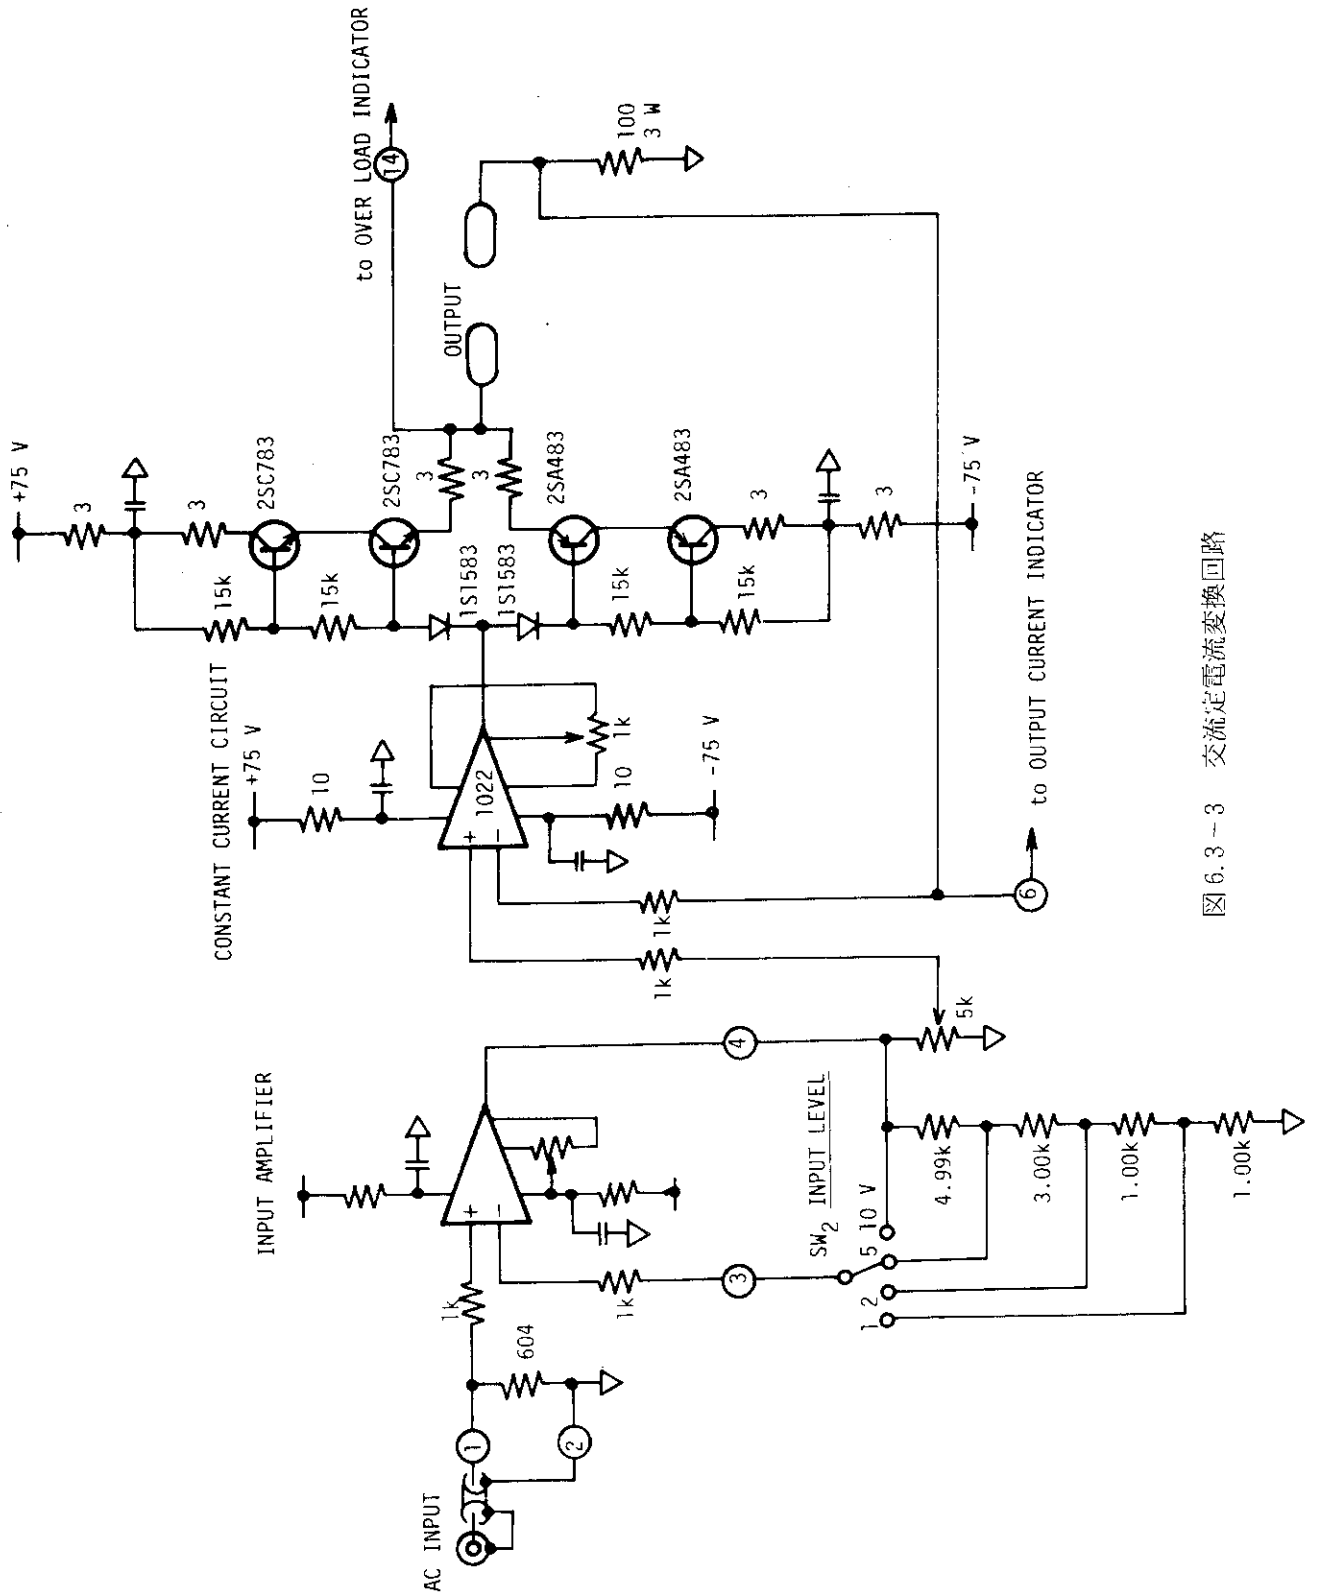 AC INPUT
1
2
604
1k
INPUT AMPLIFIER
+
−
1k
3
4
SW2 INPUT LEVEL
1
2
5
10 V
4.99k
3.00k
1.00k
1.00k
5k
CONSTANT CURRENT CIRCUIT
+75 V
10
+
−
1022
1k
10
-75 V
1k
1k
6
to OUTPUT CURRENT INDICATOR
+75 V
3
3
15k
15k
2SC783
2SC783
1S1583
1S1583
3
3
2SA483
2SA483
15k
15k
3
3
-75 V
OUTPUT
14
to OVER LOAD INDICATOR
100
3 W
図6.3-3 交流定電流変換回路